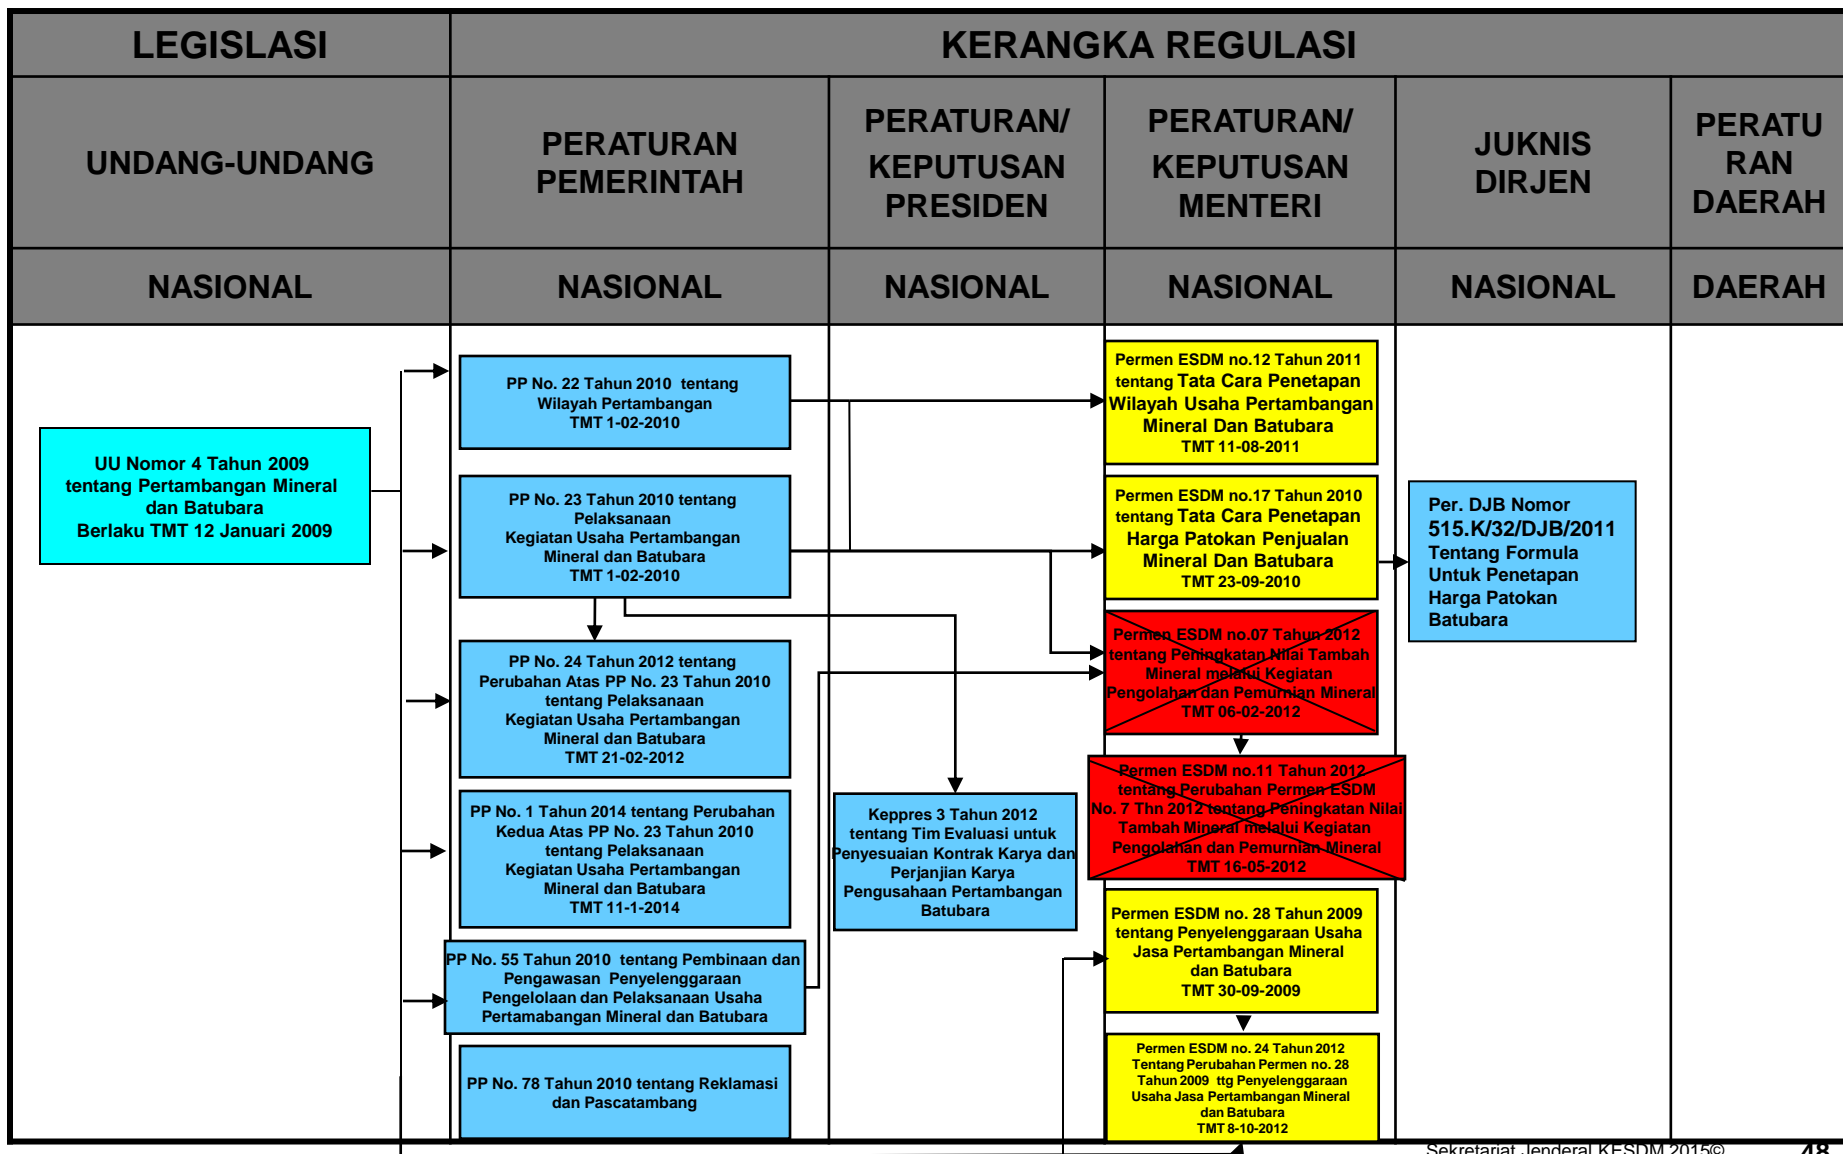 LEGISLASI
KERANGKA REGULASI
UNDANG-UNDANG
PERATURAN
PEMERINTAH
PERATURAN/
KEPUTUSAN
PRESIDEN
PERATURAN/
KEPUTUSAN
MENTERI
JUKNIS
DIRJEN
PERATU
RAN
DAERAH
NASIONAL
NASIONAL
NASIONAL
NASIONAL
NASIONAL
DAERAH
UU Nomor 4 Tahun 2009
tentang Pertambangan Mineral
dan Batubara
Berlaku TMT 12 Januari 2009
PP No. 22 Tahun 2010 tentang
Wilayah Pertambangan
TMT 1-02-2010
PP No. 23 Tahun 2010 tentang
Pelaksanaan
Kegiatan Usaha Pertambangan
Mineral dan Batubara
TMT 1-02-2010
PP No. 24 Tahun 2012 tentang
Perubahan Atas PP No. 23 Tahun 2010
tentang Pelaksanaan
Kegiatan Usaha Pertambangan
Mineral dan Batubara
TMT 21-02-2012
PP No. 1 Tahun 2014 tentang Perubahan
Kedua Atas PP No. 23 Tahun 2010
tentang Pelaksanaan
Kegiatan Usaha Pertambangan
Mineral dan Batubara
TMT 11-1-2014
PP No. 55 Tahun 2010 tentang Pembinaan dan
Pengawasan Penyelenggaraan
Pengelolaan dan Pelaksanaan Usaha
Pertamabangan Mineral dan Batubara
PP No. 78 Tahun 2010 tentang Reklamasi
dan Pascatambang
Keppres 3 Tahun 2012
tentang Tim Evaluasi untuk
Penyesuaian Kontrak Karya dan
Perjanjian Karya
Pengusahaan Pertambangan
Batubara
Permen ESDM no.12 Tahun 2011
tentang Tata Cara Penetapan
Wilayah Usaha Pertambangan
Mineral Dan Batubara
TMT 11-08-2011
Permen ESDM no.17 Tahun 2010
tentang Tata Cara Penetapan
Harga Patokan Penjualan
Mineral Dan Batubara
TMT 23-09-2010
Permen ESDM no.07 Tahun 2012
tentang Peningkatan Nilai Tambah
Mineral melalui Kegiatan
Pengolahan dan Pemurnian Mineral
TMT 06-02-2012
Permen ESDM no.11 Tahun 2012
tentang Perubahan Permen ESDM
No. 7 Thn 2012 tentang Peningkatan Nilai
Tambah Mineral melalui Kegiatan
Pengolahan dan Pemurnian Mineral
TMT 16-05-2012
Permen ESDM no. 28 Tahun 2009
tentang Penyelenggaraan Usaha
Jasa Pertambangan Mineral
dan Batubara
TMT 30-09-2009
Permen ESDM no. 24 Tahun 2012
Tentang Perubahan Permen no. 28
Tahun 2009 ttg Penyelenggaraan
Usaha Jasa Pertambangan Mineral
dan Batubara
TMT 8-10-2012
Per. DJB Nomor
515.K/32/DJB/2011
Tentang Formula
Untuk Penetapan
Harga Patokan
Batubara
Sekretariat Jenderal KESDM 2015©
48